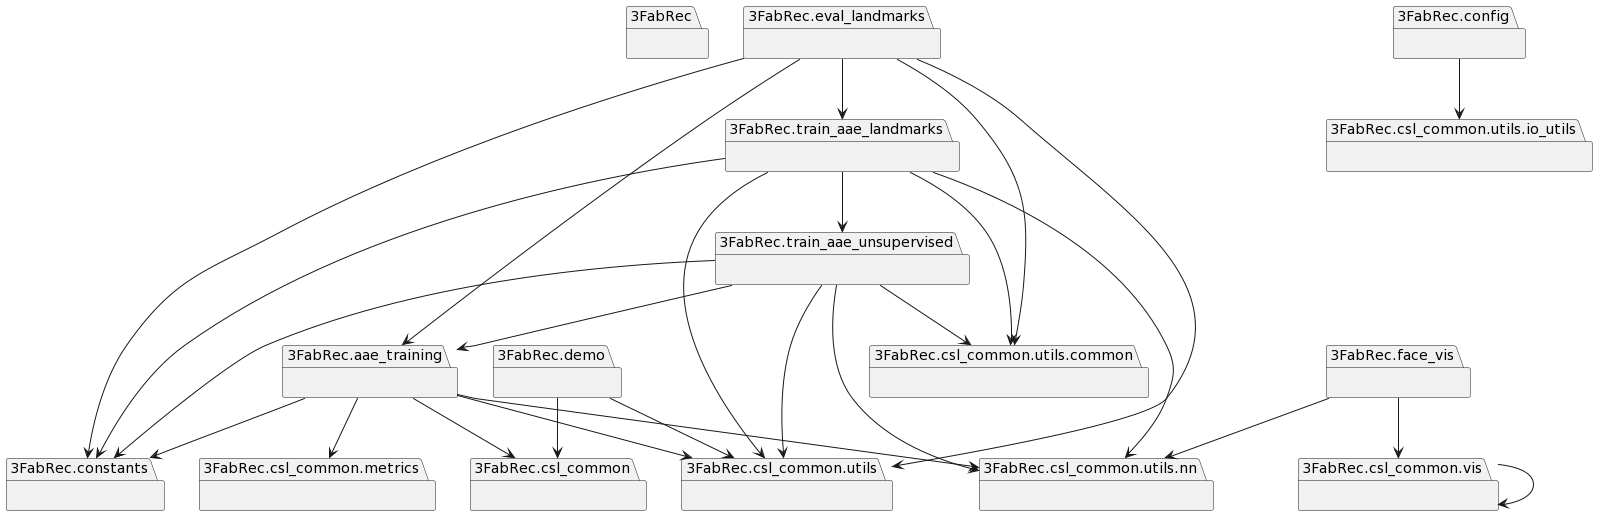 3FabRec
3FabRec.eval_landmarks
3FabRec.config
3FabRec.train_aae_landmarks
3FabRec.csl_common.utils.io_utils
3FabRec.train_aae_unsupervised
3FabRec.aae_training
3FabRec.demo
3FabRec.csl_common.utils.common
3FabRec.face_vis
3FabRec.constants
3FabRec.csl_common.metrics
3FabRec.csl_common
3FabRec.csl_common.utils
3FabRec.csl_common.utils.nn
3FabRec.csl_common.vis